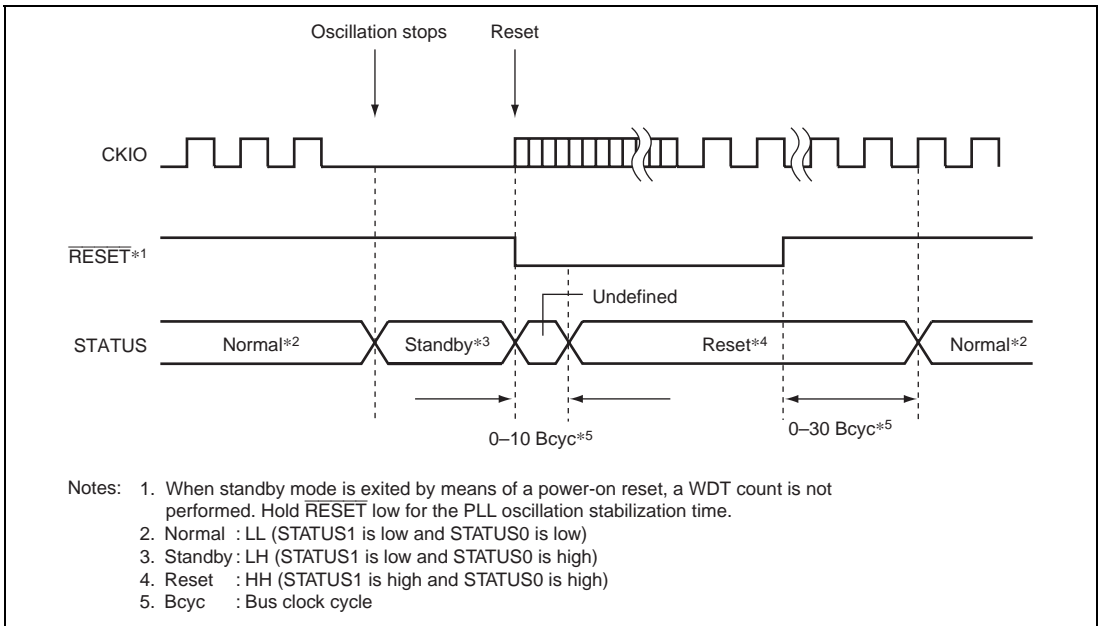 Oscillation stops Reset
CKIO
RESET*1
Undefined
STATUS Normal*2 Standby*3 Reset*4 Normal*2
0–10 Bcyc*5 0–30 Bcyc*5
Notes: 1. When standby mode is exited by means of a power-on reset, a WDT count is not
performed. Hold RESET low for the PLL oscillation stabilization time.
2. Normal : LL (STATUS1 is low and STATUS0 is low)
3. Standby : LH (STATUS1 is low and STATUS0 is high)
4. Reset : HH (STATUS1 is high and STATUS0 is high)
5. Bcyc : Bus clock cycle